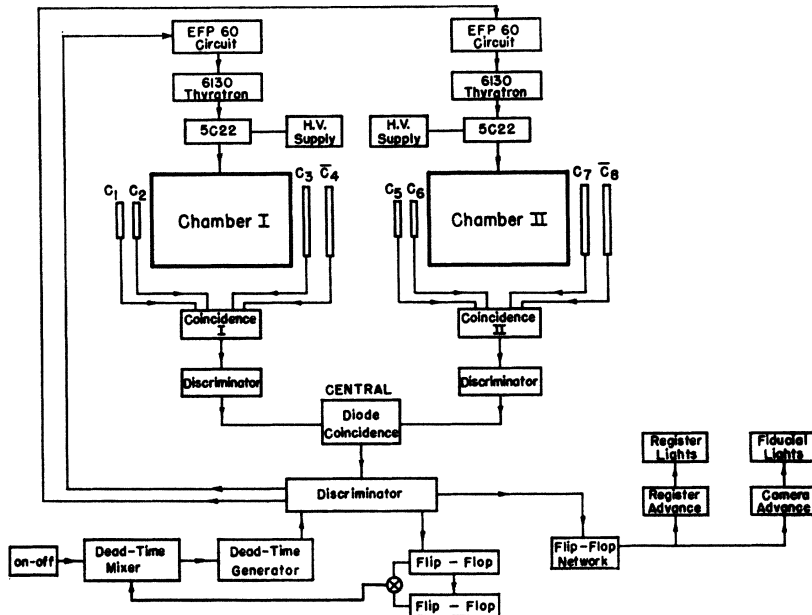 EFP 60
Circuit
EFP 60
Circuit
6130
Thyratron
6130
Thyratron
5C22
H.V.
Supply
H.V.
Supply
5C22
C1
C2
C3
C̅4
Chamber I
C5
C6
C7
C̅8
Chamber II
Coincidence
I
Coincidence
II
Discriminator
Discriminator
CENTRAL
Diode
Coincidence
Discriminator
Register
Lights
Fiducial
Lights
Register
Advance
Camera
Advance
on-off
Dead-Time
Mixer
Dead-Time
Generator
Flip - Flop
Flip - Flop
Flip-Flop
Network